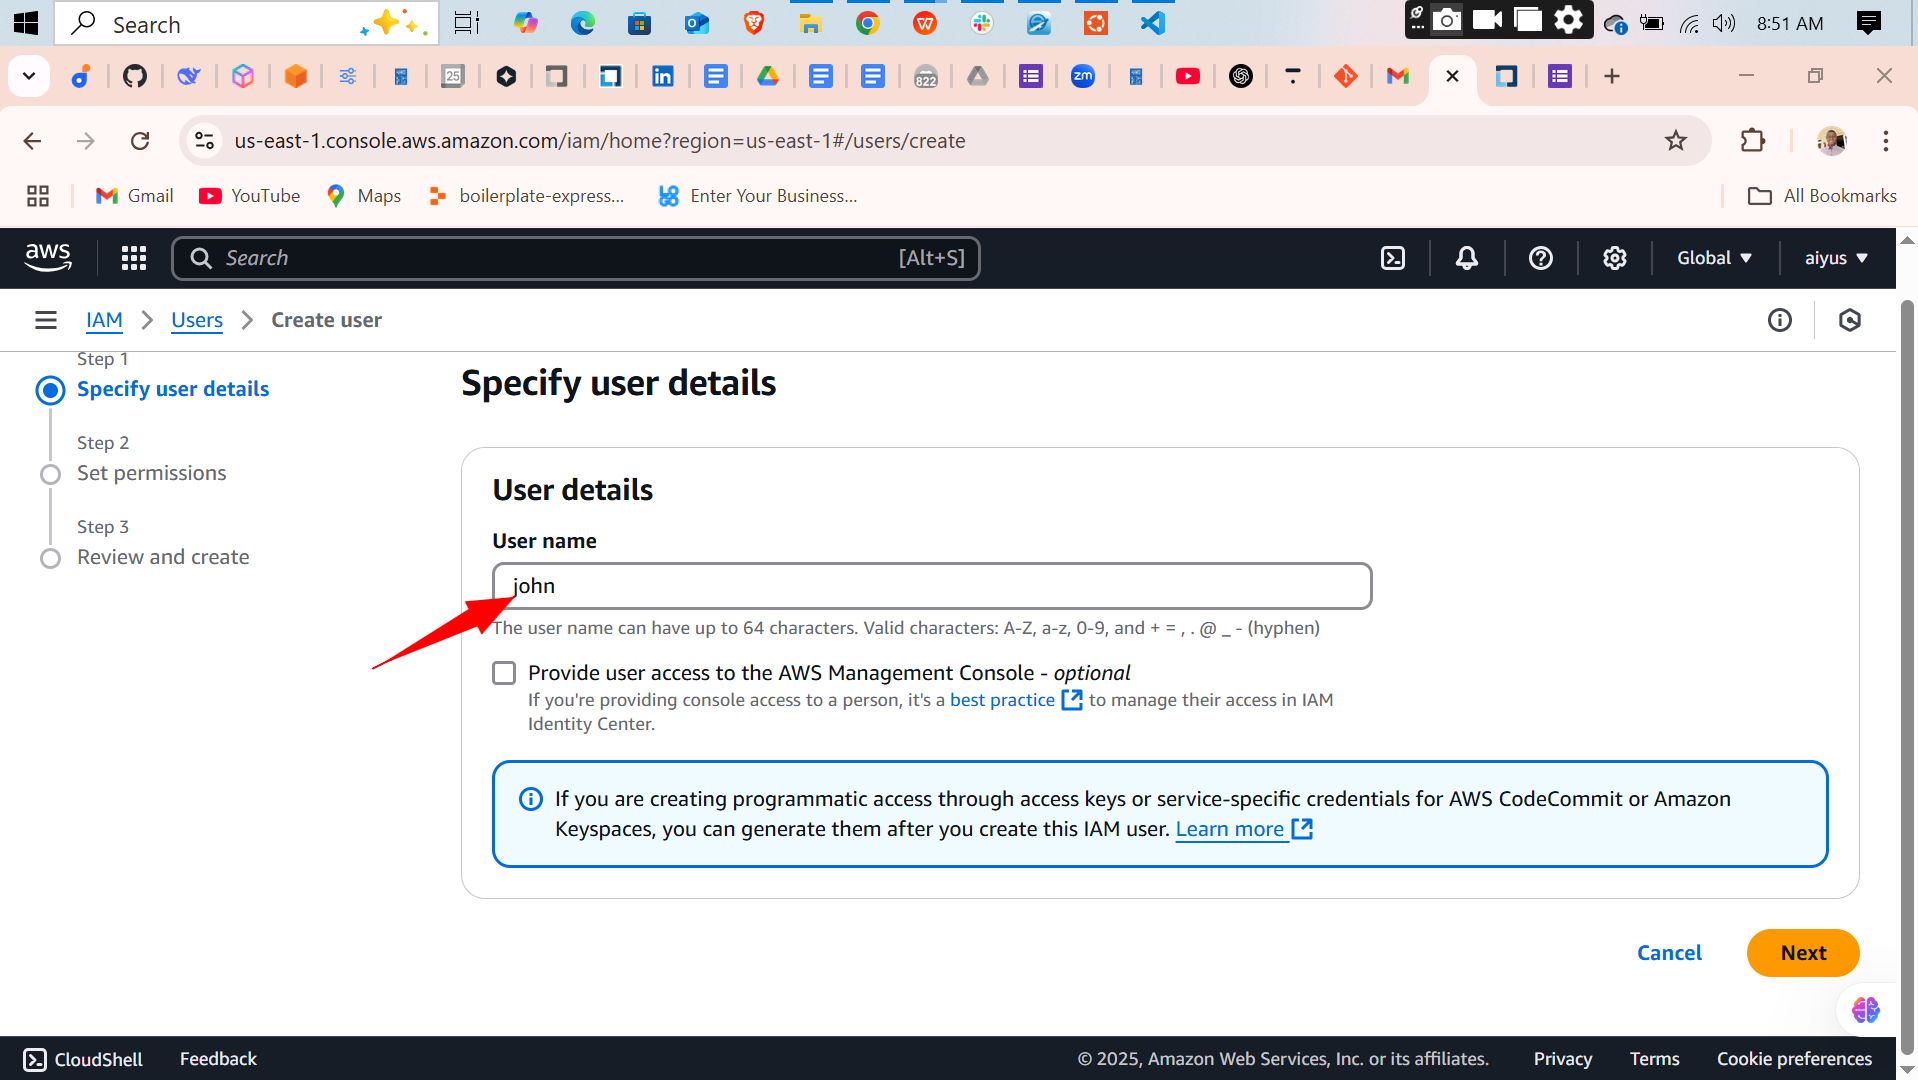 Search
8:51 AM
25
822
zm
us-east-1.console.aws.amazon.com/iam/home?region=us-east-1#/users/create
Gmail
YouTube
Maps
boilerplate-express...
Enter Your Business...
All Bookmarks
aws
Search
[Alt+S]
Global
aiyus
IAM
Users
Create user
Step 1
Specify user details
Step 2
Set permissions
Step 3
Review and create
Specify user details
User details
User name
john
The user name can have up to 64 characters. Valid characters: A-Z, a-z, 0-9, and + = , . @ _ - (hyphen)
Provide user access to the AWS Management Console - optional
If you're providing console access to a person, it's a best practice to manage their access in IAM
Identity Center.
If you are creating programmatic access through access keys or service-specific credentials for AWS CodeCommit or Amazon
Keyspaces, you can generate them after you create this IAM user. Learn more
Cancel
Next
CloudShell
Feedback
© 2025, Amazon Web Services, Inc. or its affiliates.
Privacy
Terms
Cookie preferences